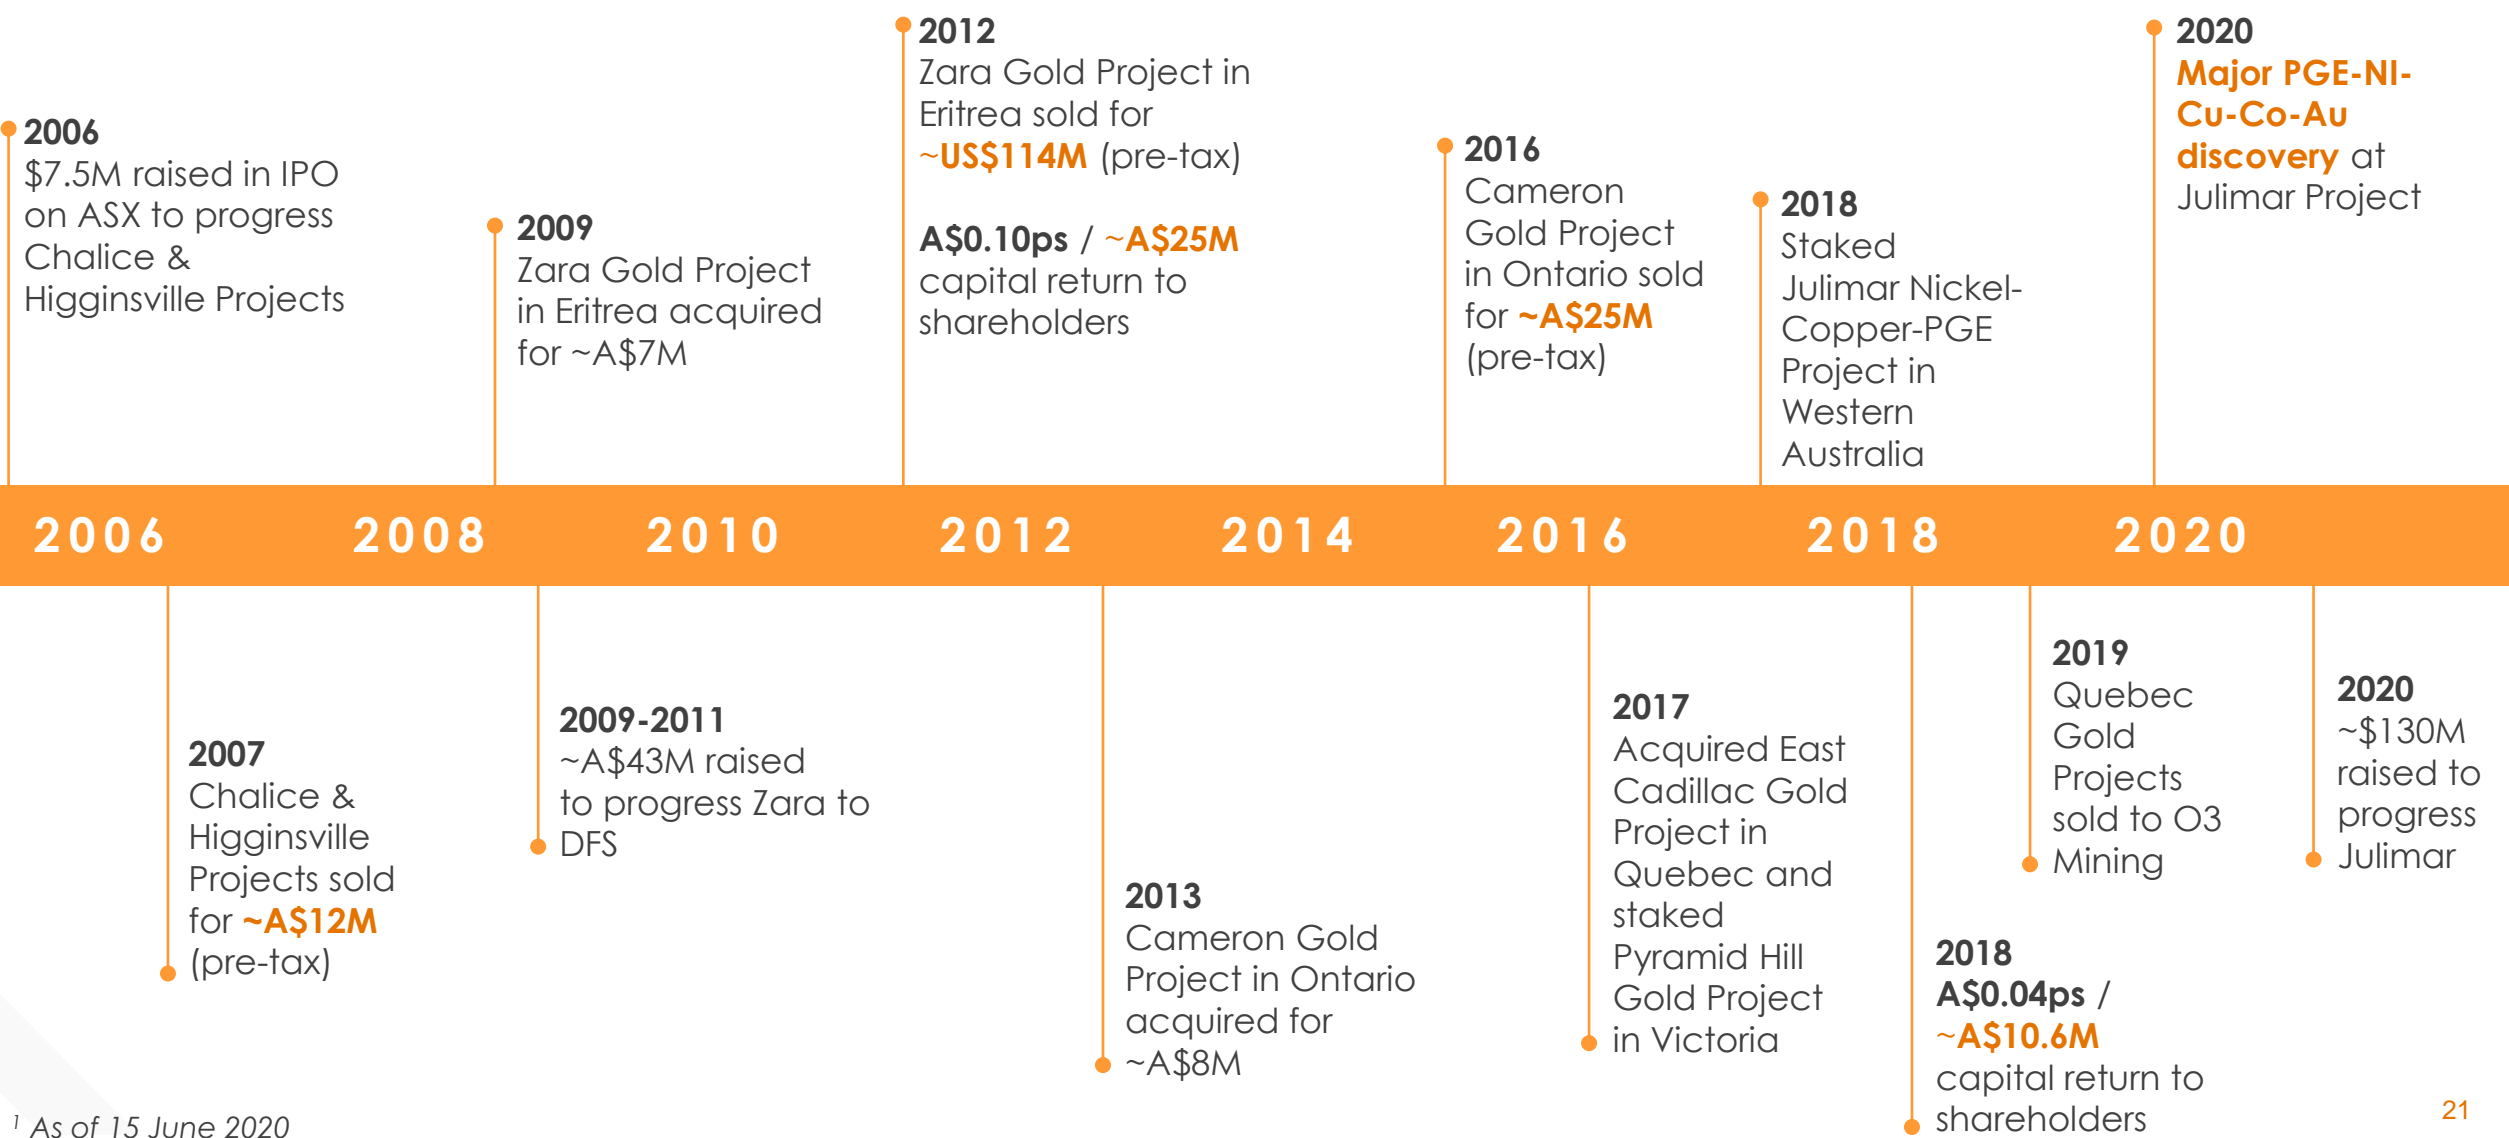 2006
$7.5M raised in IPO
on ASX to progress
Chalice &
Higginsville Projects
2009
Zara Gold Project
in Eritrea acquired
for ~A$7M
2012
Zara Gold Project in
Eritrea sold for
~US$114M (pre-tax)
A$0.10ps / ~A$25M
capital return to
shareholders
2016
Cameron
Gold Project
in Ontario sold
for ~A$25M
(pre-tax)
2018
Staked
Julimar Nickel-
Copper-PGE
Project in
Western
Australia
2020
Major PGE-NI-
Cu-Co-Au
discovery at
Julimar Project
2006 2008 2010 2012 2014 2016 2018 2020
2007
Chalice &
Higginsville
Projects sold
for ~A$12M
(pre-tax)
2009-2011
~A$43M raised
to progress Zara to
DFS
2013
Cameron Gold
Project in Ontario
acquired for
~A$8M
2017
Acquired East
Cadillac Gold
Project in
Quebec and
staked
Pyramid Hill
Gold Project
in Victoria
2018
A$0.04ps /
~A$10.6M
capital return to
shareholders
2019
Quebec
Gold
Projects
sold to O3
Mining
2020
~$130M
raised to
progress
Julimar
¹ As of 15 June 2020
21